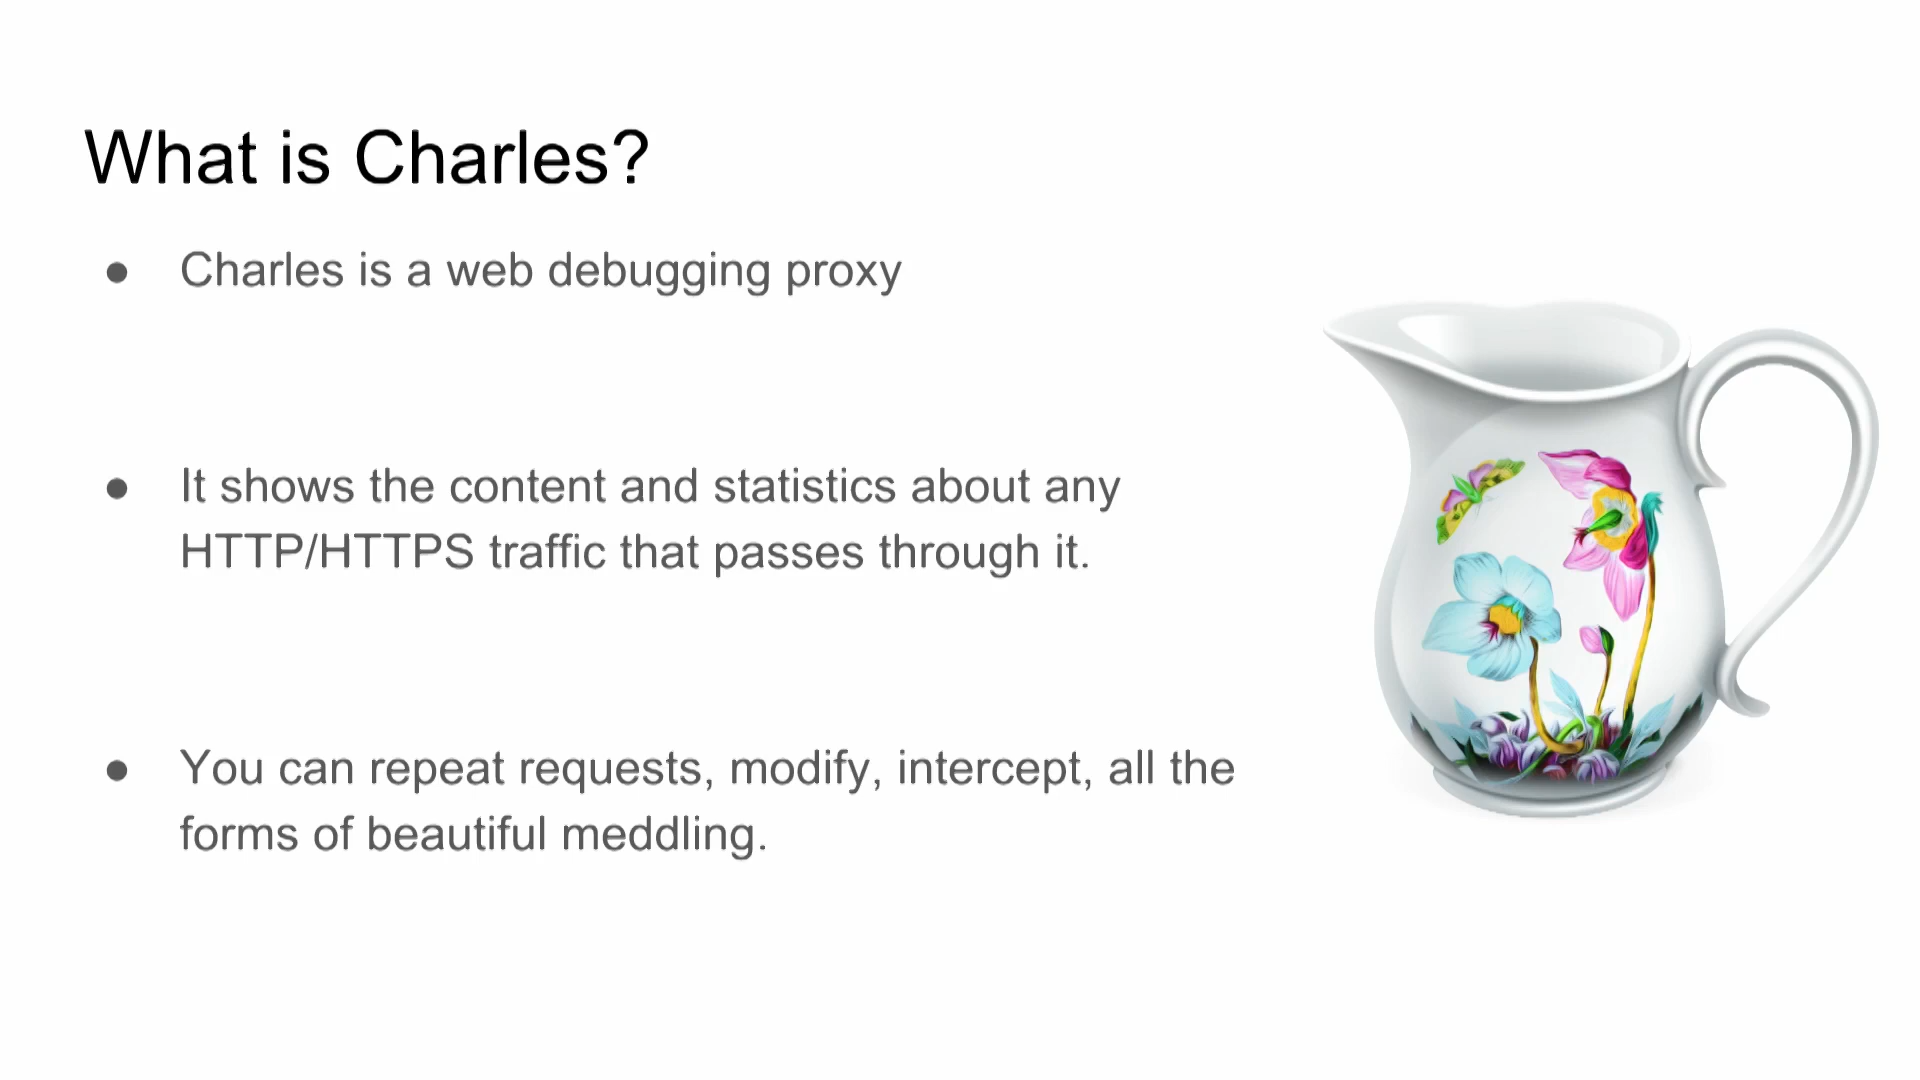 What is Charles?
● Charles is a web debugging proxy
● It shows the content and statistics about any
HTTP/HTTPS traffic that passes through it.
● You can repeat requests, modify, intercept, all the
forms of beautiful meddling.